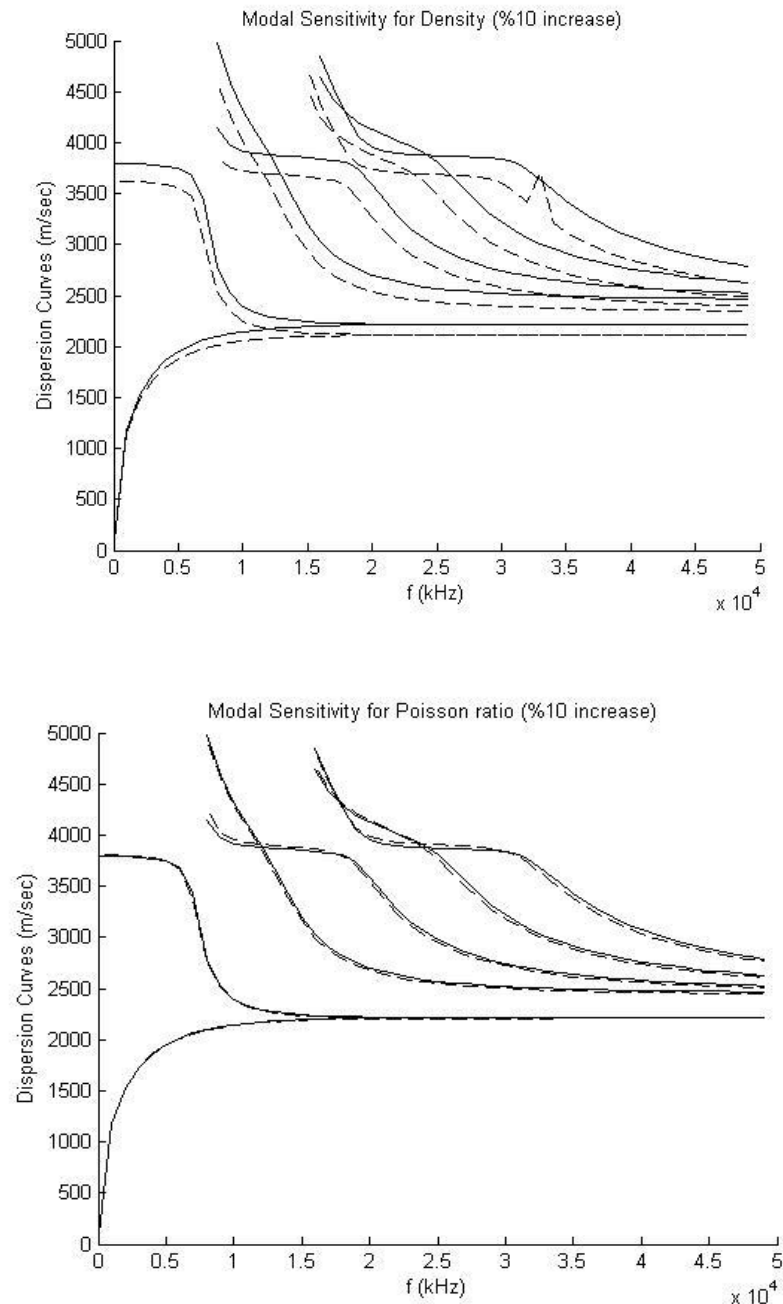 Modal Sensitivity for Density (%10 increase)
5000
4500
4000
3500
3000
2500
2000
1500
1000
500
0
Dispersion Curves (m/sec)
0 0.5 1 1.5 2 2.5 3 3.5 4 4.5 5
f (kHz)
x 10^4
Modal Sensitivity for Poisson ratio (%10 increase)
5000
4500
4000
3500
3000
2500
2000
1500
1000
500
0
Dispersion Curves (m/sec)
0 0.5 1 1.5 2 2.5 3 3.5 4 4.5 5
f (kHz)
x 10^4